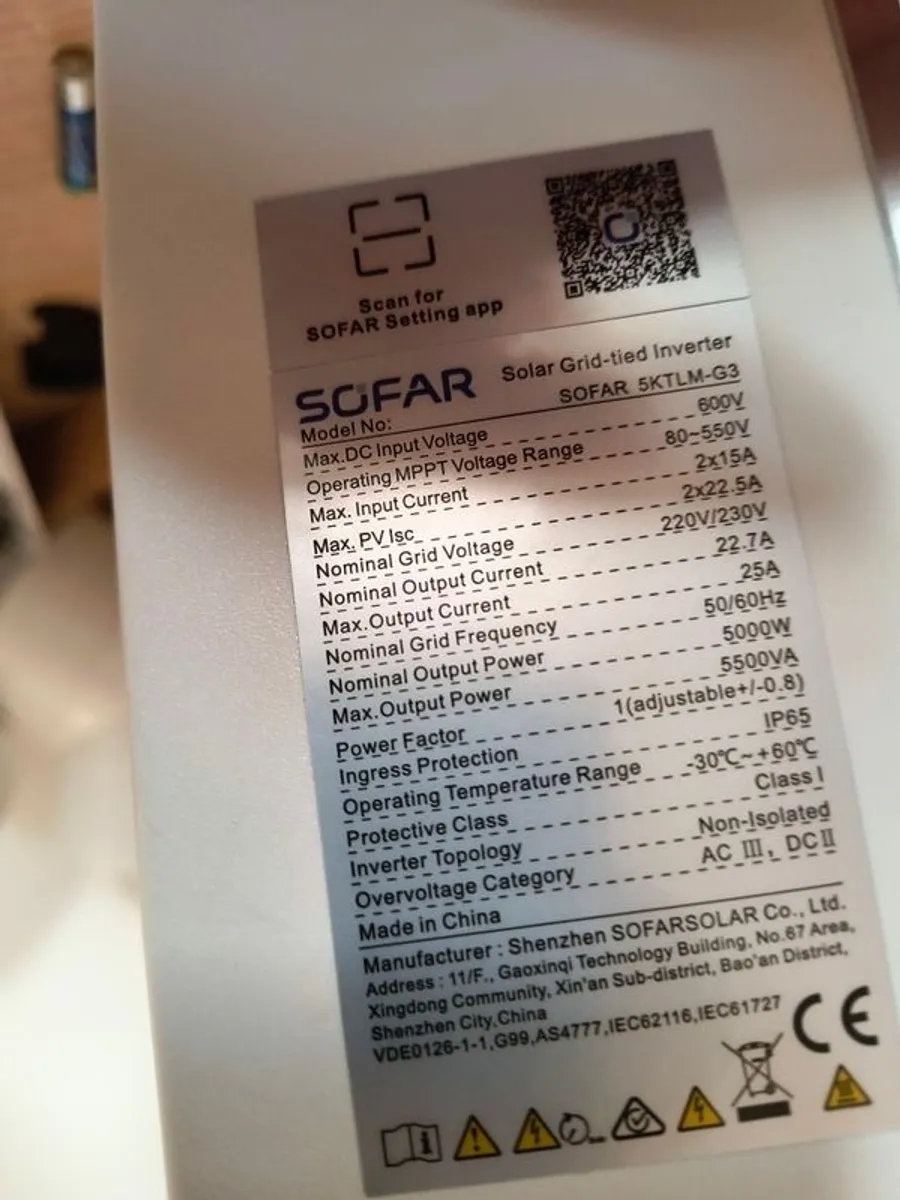 Scan for
SOFAR Setting app
SOFAR Solar Grid-tied Inverter
Model No: SOFAR 5KTLM-G3
Max.DC Input Voltage 600V
Operating MPPT Voltage Range 80~550V
Max. Input Current 2x15A
Max. PV Isc 2x22.5A
Nominal Grid Voltage 220V/230V
Nominal Output Current 22.7A
Max.Output Current 25A
Nominal Grid Frequency 50/60Hz
Nominal Output Power 5000W
Max.Output Power 5500VA
Power Factor 1(adjustable+/-0.8)
Ingress Protection IP65
Operating Temperature Range -30℃~+60℃
Protective Class Class I
Inverter Topology Non-Isolated
Overvoltage Category AC Ⅲ, DCⅡ
Made in China
Manufacturer : Shenzhen SOFARSOLAR Co., Ltd.
Address : 11/F., Gaoxinqi Technology Building, No.67 Area,
Xingdong Community, Xin'an Sub-district, Bao'an District,
Shenzhen City,China
VDE0126-1-1,G99,AS4777,IEC62116,IEC61727
CE